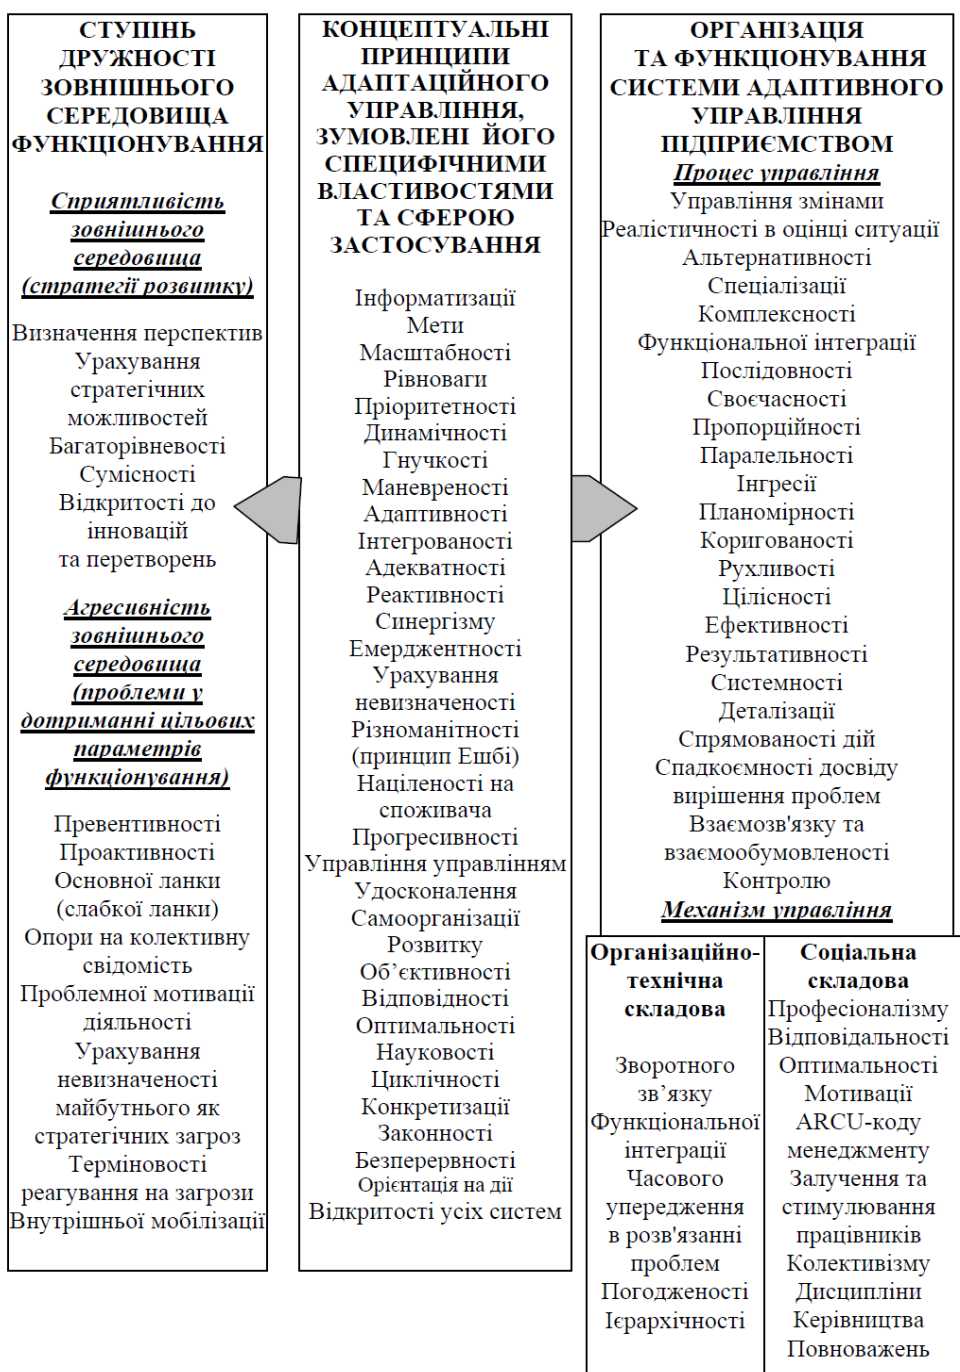 СТУПІНЬ
ДРУЖНОСТІ
ЗОВНІШНЬОГО
СЕРЕДОВИЩА
ФУНКЦІОНУВАННЯ
Сприятливість
зовнішнього
середовища
(стратегії розвитку)
Визначення перспектив
Урахування
стратегічних
можливостей
Багаторівневості
Сумісності
Відкритості до
інновацій
та перетворень
Агресивність
зовнішнього
середовища
(проблеми у
дотриманні цільових
параметрів
функціонування)
Превентивності
Проактивності
Основної ланки
(слабкої ланки)
Опори на колективну
свідомість
Проблемної мотивації
діяльності
Урахування
невизначеності
майбутнього як
стратегічних загроз
Терміновості
реагування на загрози
Внутрішньої мобілізації
КОНЦЕПТУАЛЬНІ
ПРИНЦИПИ
АДАПТАЦІЙНОГО
УПРАВЛІННЯ,
ЗУМОВЛЕНІ ЙОГО
СПЕЦИФІЧНИМИ
ВЛАСТИВОСТЯМИ
ТА СФЕРОЮ
ЗАСТОСУВАННЯ
Інформатизації
Мети
Масштабності
Рівноваги
Пріоритетності
Динамічності
Гнучкості
Маневреності
Адаптивності
Інтегрованості
Адекватності
Реактивності
Синергізму
Емерджентності
Урахування
невизначеності
Різноманітності
(принцип Ешбі)
Націленості на
споживача
Прогресивності
Управління управлінням
Удосконалення
Самоорганізації
Розвитку
Об’єктивності
Відповідності
Оптимальності
Науковості
Циклічності
Конкретизації
Законності
Безперервності
Орієнтація на дії
Відкритості усіх систем
ОРГАНІЗАЦІЯ
ТА ФУНКЦІОНУВАННЯ
СИСТЕМИ АДАПТИВНОГО
УПРАВЛІННЯ
ПІДПРИЄМСТВОМ
Процес управління
Управління змінами
Реалістичності в оцінці ситуації
Альтернативності
Спеціалізації
Комплексності
Функціональної інтеграції
Послідовності
Своєчасності
Пропорційності
Паралельності
Інгресії
Планомірності
Коригованості
Рухливості
Цілісності
Ефективності
Результативності
Системності
Деталізації
Спрямованості дій
Спадкоємності досвіду
вирішення проблем
Взаємозв'язку та
взаємообумовленості
Контролю
Механізм управління
Організаційно-
технічна
складова
Зворотного
зв’язку
Функціональної
інтеграції
Часового
упередження
в розв'язанні
проблем
Погодженості
Ієрархічності
Соціальна
складова
Професіоналізму
Відповідальності
Оптимальності
Мотивації
ARCU-коду
менеджменту
Залучення та
стимулювання
працівників
Колективізму
Дисципліни
Керівництва
Повноважень